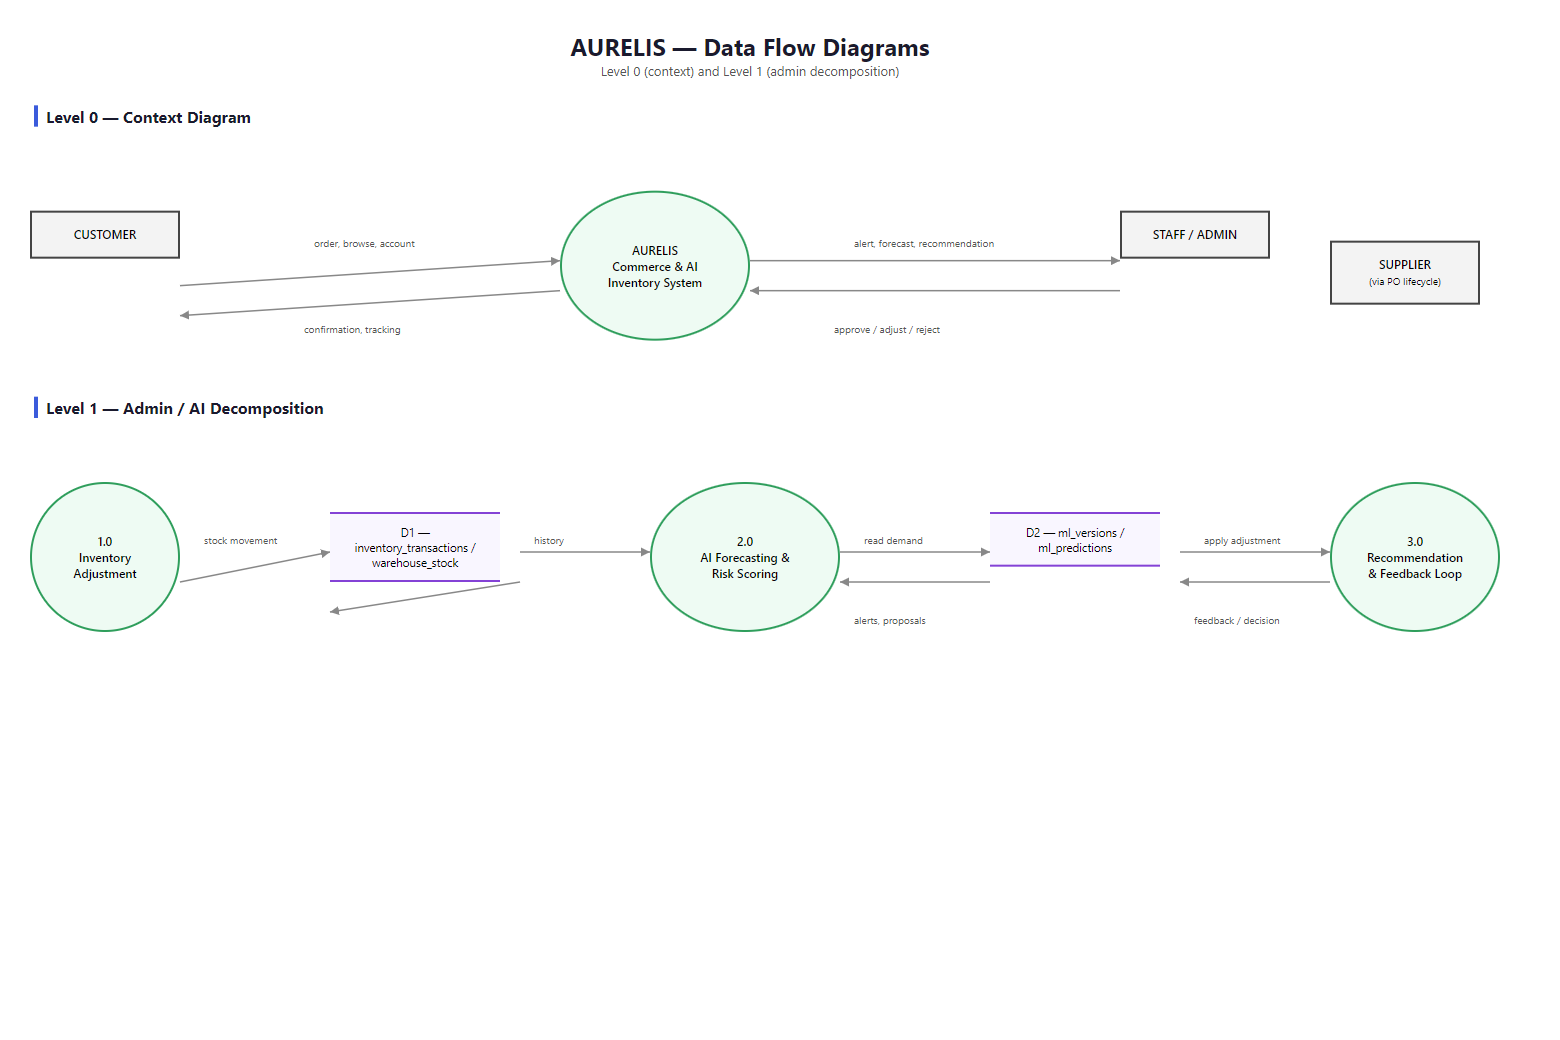 AURELIS — Data Flow Diagrams
Level 0 (context) and Level 1 (admin decomposition)
Level 0 — Context Diagram
CUSTOMER
order, browse, account
confirmation, tracking
AURELIS
Commerce & AI
Inventory System
alert, forecast, recommendation
approve / adjust / reject
STAFF / ADMIN
SUPPLIER
(via PO lifecycle)
Level 1 — Admin / AI Decomposition
1.0
Inventory
Adjustment
stock movement
D1 —
inventory_transactions /
warehouse_stock
history
2.0
AI Forecasting &
Risk Scoring
read demand
alerts, proposals
D2 — ml_versions /
ml_predictions
apply adjustment
feedback / decision
3.0
Recommendation
& Feedback Loop